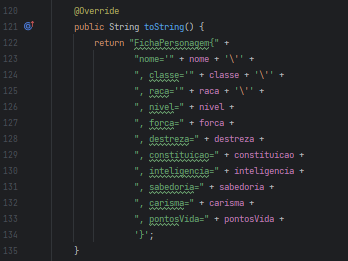 120 @Override
121 public String toString() {
122 return "FichaPersonagem{" +
123 "nome='" + nome + '\'' +
124 ", classe='" + classe + '\'' +
125 ", raca='" + raca + '\'' +
126 ", nivel=" + nivel +
127 ", forca=" + forca +
128 ", destreza=" + destreza +
129 ", constituicao=" + constituicao +
130 ", inteligencia=" + inteligencia +
131 ", sabedoria=" + sabedoria +
132 ", carisma=" + carisma +
133 ", pontosVida=" + pontosVida +
134 '}';
135 }